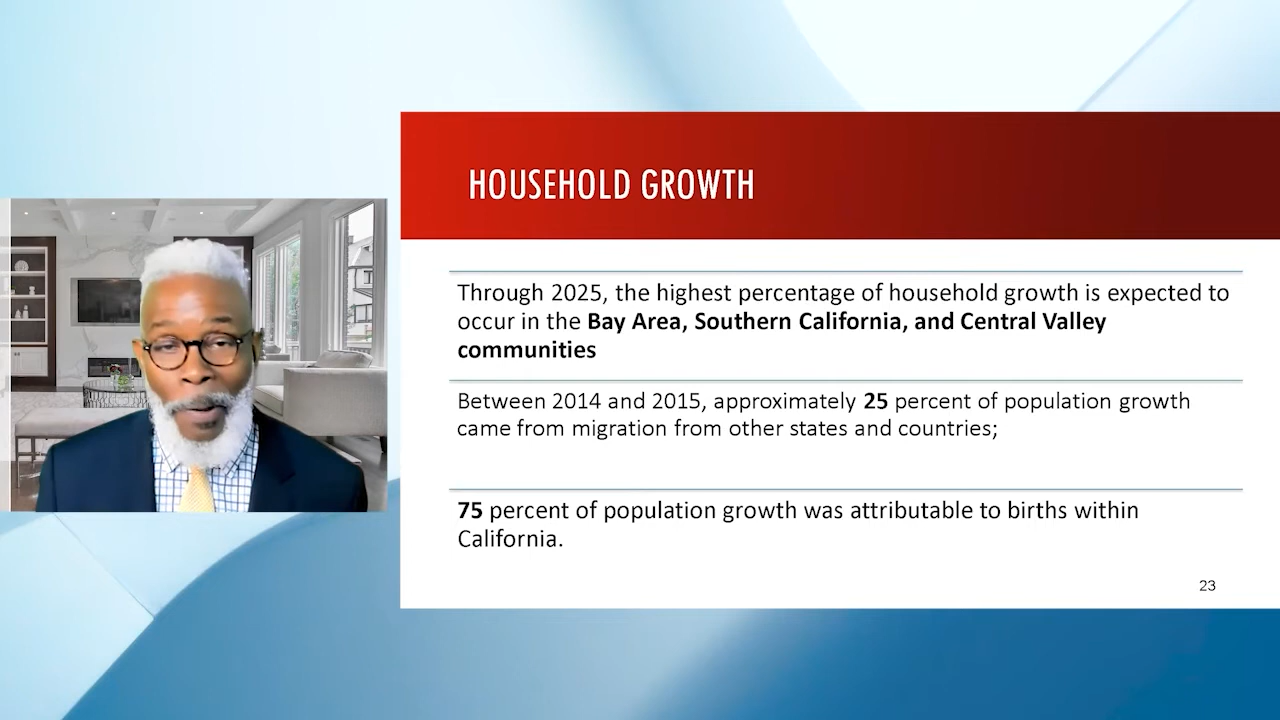 HOUSEHOLD GROWTH
Through 2025, the highest percentage of household growth is expected to
occur in the Bay Area, Southern California, and Central Valley
communities
Between 2014 and 2015, approximately 25 percent of population growth
came from migration from other states and countries;
75 percent of population growth was attributable to births within
California.
23